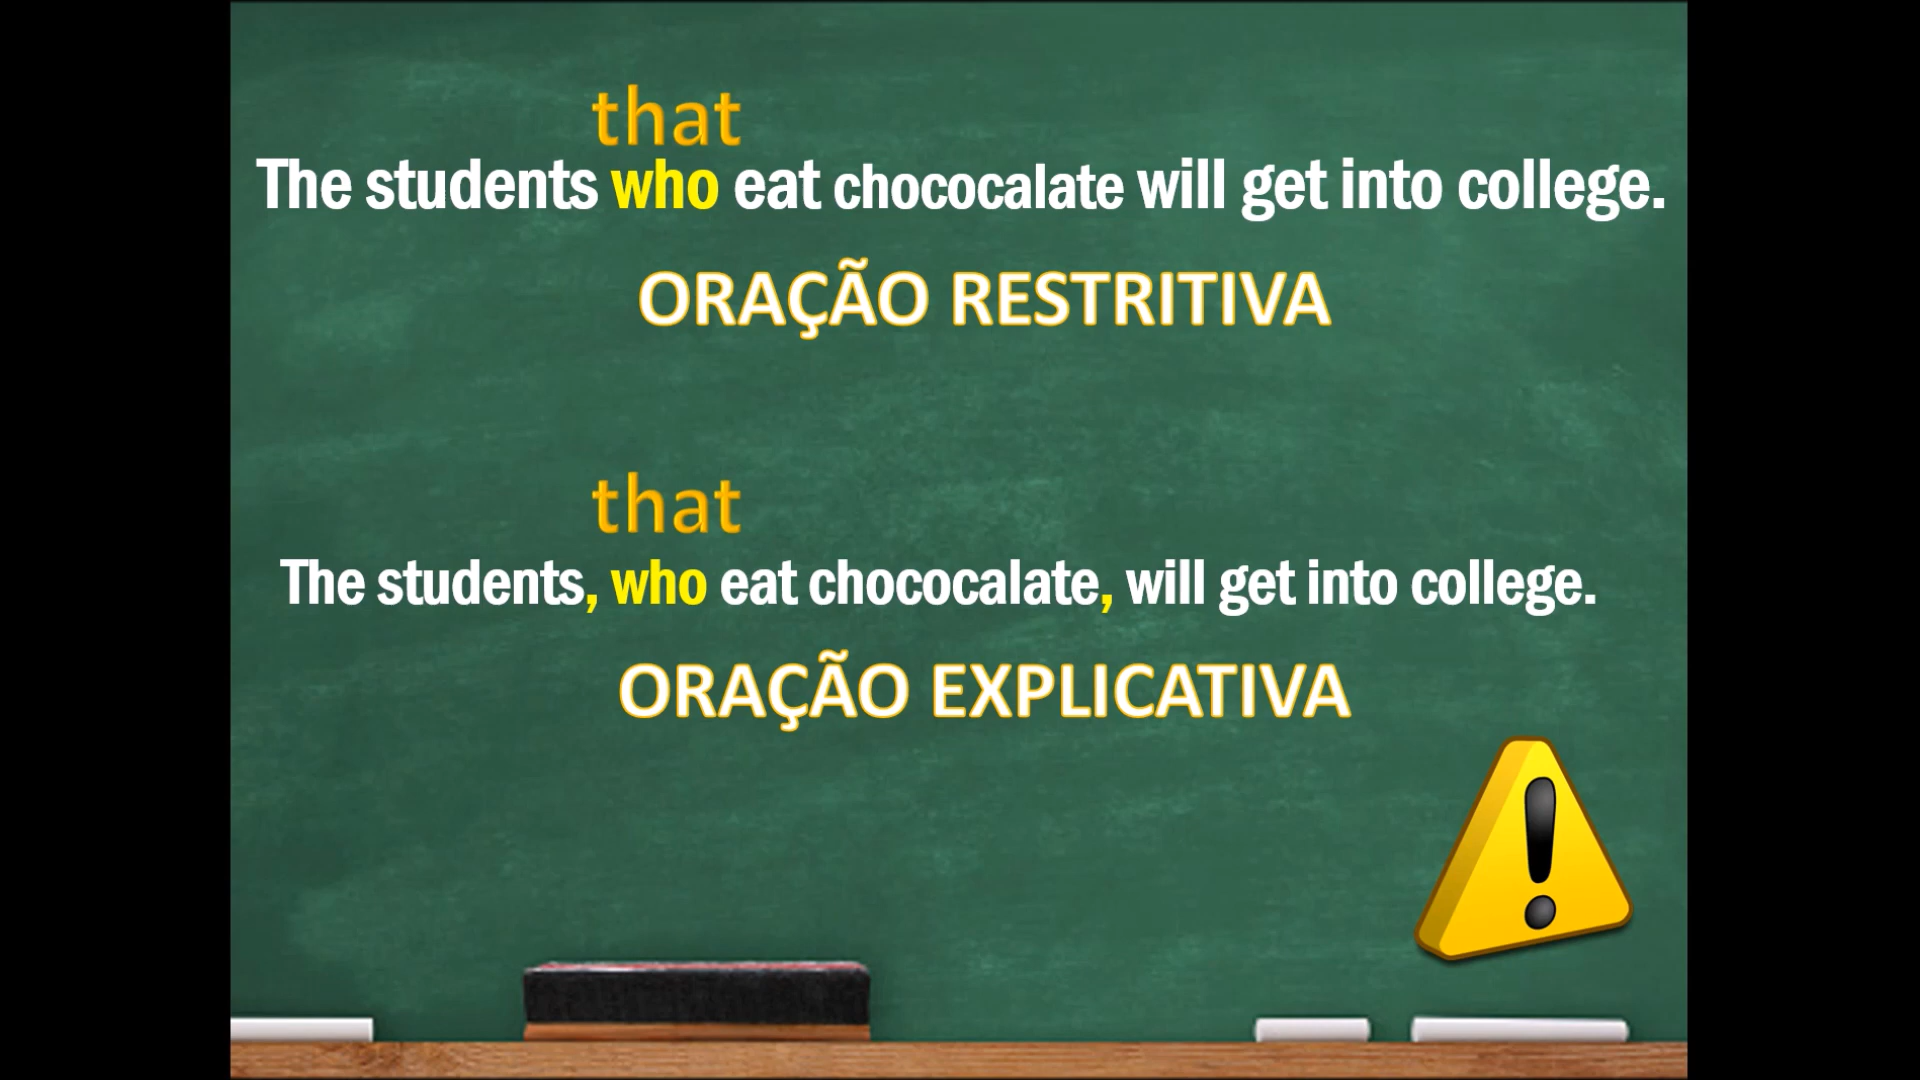 that
The students who eat chococalate will get into college.
ORAÇÃO RESTRITIVA
that
The students, who eat chococalate, will get into college.
ORAÇÃO EXPLICATIVA